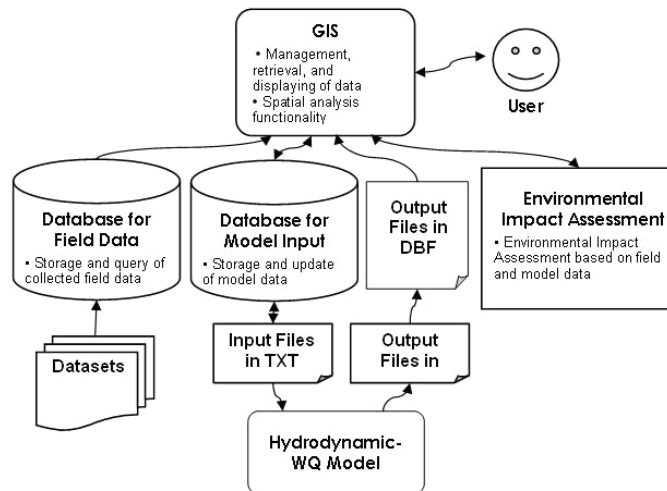 GIS
▪ Management,
retrieval, and
displaying of data
▪ Spatial analysis
functionality
User
Database for
Field Data
▪ Storage and query of
collected field data
Database for
Model Input
▪ Storage and update
of model data
Output
Files in
DBF
Environmental
Impact Assessment
▪ Environmental Impact
Assessment based on field
and model data
Datasets
Input Files
in TXT
Output
Files in
Hydrodynamic-
WQ Model